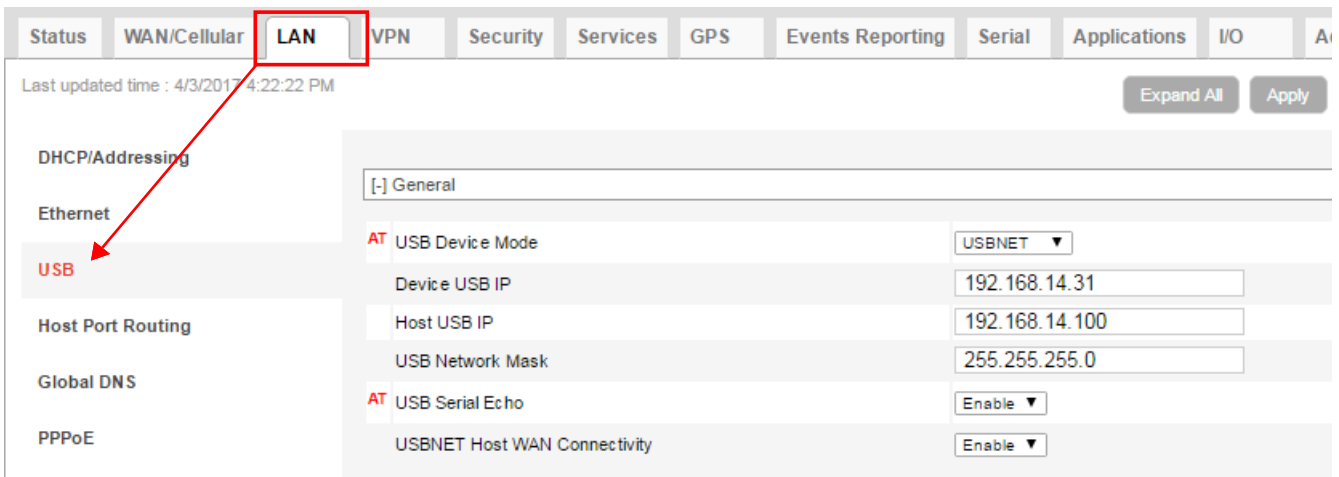 Status WAN/Cellular LAN VPN Security Services GPS Events Reporting Serial Applications I/O
Last updated time : 4/3/2017 4:22:22 PM
Expand All Apply
DHCP/Addressing
Ethernet
USB
Host Port Routing
Global DNS
PPPoE
[-] General
AT USB Device Mode USBNET
Device USB IP 192.168.14.31
Host USB IP 192.168.14.100
USB Network Mask 255.255.255.0
AT USB Serial Echo Enable
USBNET Host WAN Connectivity Enable